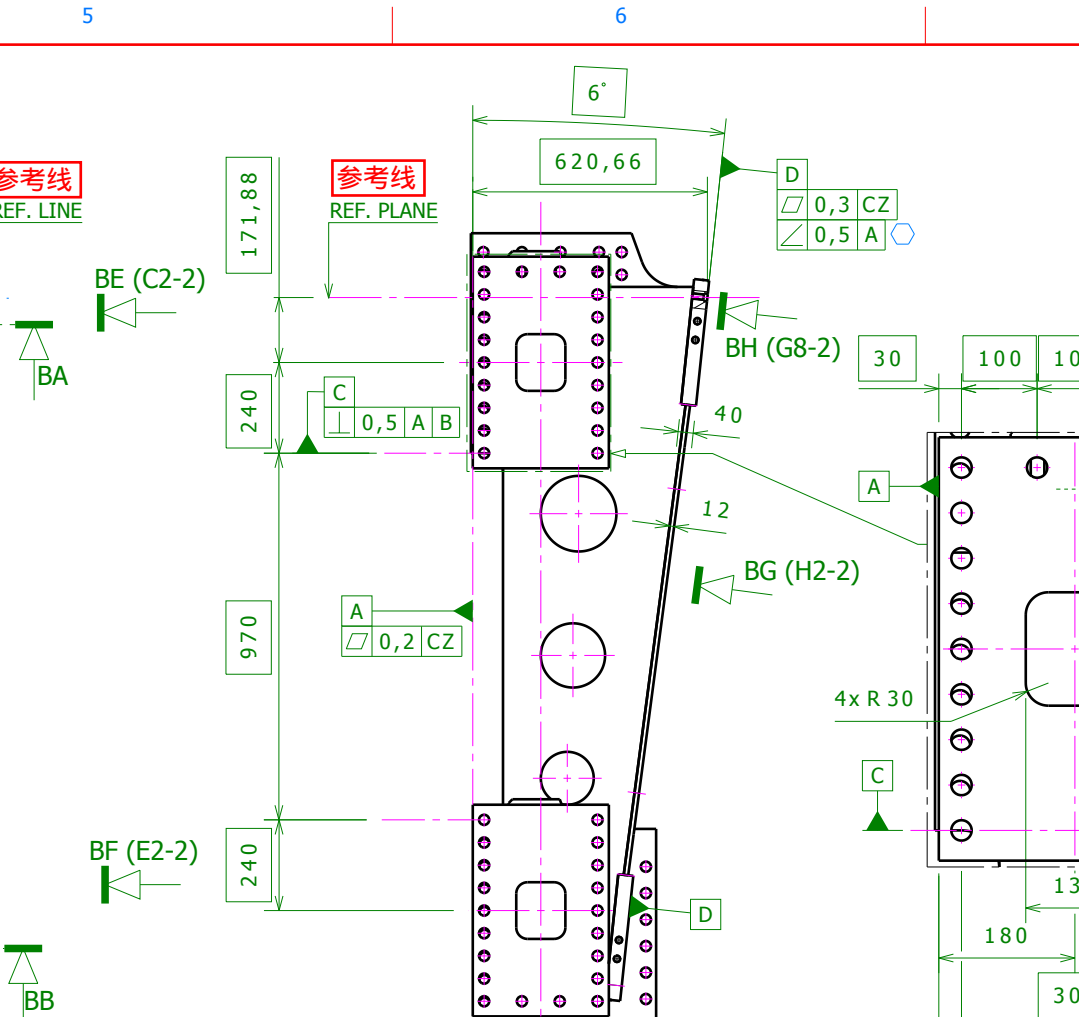 5
6
6°
620,66
参考线
REF. LINE
171,88
参考线
REF. PLANE
D
0,3 CZ
0,5 A
BE (C2-2)
BA
BH (G8-2)
30
100
10
240
C
0,5 A B
40
A
12
BG (H2-2)
970
A
0,2 CZ
4x R 30
C
BF (E2-2)
240
13
D
180
BB
30